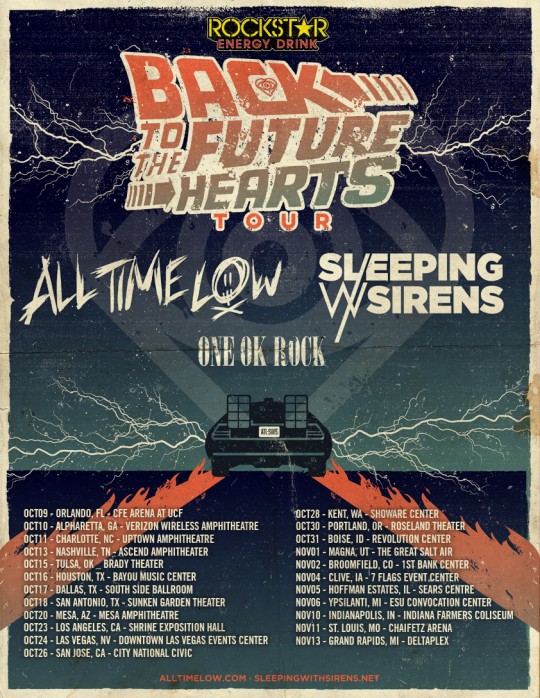 ROCKSTAR
ENERGY DRINK
BACK
TO THE FUTURE
HEARTS
TOUR
ALL TIME LOW
SLEEPING W/ SIRENS
ONE OK ROCK
ATL-SWS
OCT09 - ORLANDO, FL - CFE ARENA AT UCF
OCT10 - ALPHARETTA, GA - VERIZON WIRELESS AMPHITHEATRE
OCT11 - CHARLOTTE, NC - UPTOWN AMPHITHEATRE
OCT13 - NASHVILLE, TN - ASCEND AMPHITHEATER
OCT15 - TULSA, OK - BRADY THEATER
OCT16 - HOUSTON, TX - BAYOU MUSIC CENTER
OCT17 - DALLAS, TX - SOUTH SIDE BALLROOM
OCT18 - SAN ANTONIO, TX - SUNKEN GARDEN THEATER
OCT20 - MESA, AZ - MESA AMPHITHEATRE
OCT23 - LOS ANGELES, CA - SHRINE EXPOSITION HALL
OCT24 - LAS VEGAS, NV - DOWNTOWN LAS VEGAS EVENTS CENTER
OCT26 - SAN JOSE, CA - CITY NATIONAL CIVIC
OCT28 - KENT, WA - SHOWARE CENTER
OCT30 - PORTLAND, OR - ROSELAND THEATER
OCT31 - BOISE, ID - REVOLUTION CENTER
NOV01 - MAGNA, UT - THE GREAT SALT AIR
NOV02 - BROOMFIELD, CO - 1ST BANK CENTER
NOV04 - CLIVE, IA - 7 FLAGS EVENT CENTER
NOV05 - HOFFMAN ESTATES, IL - SEARS CENTRE
NOV06 - YPSILANTI, MI - ESU CONVOCATION CENTER
NOV10 - INDIANAPOLIS, IN - INDIANA FARMERS COLISEUM
NOV11 - ST. LOUIS, MO - CHAIFETZ ARENA
NOV13 - GRAND RAPIDS, MI - DELTAPLEX
ALLTIMELOW.COM - SLEEPINGWITHSIRENS.NET